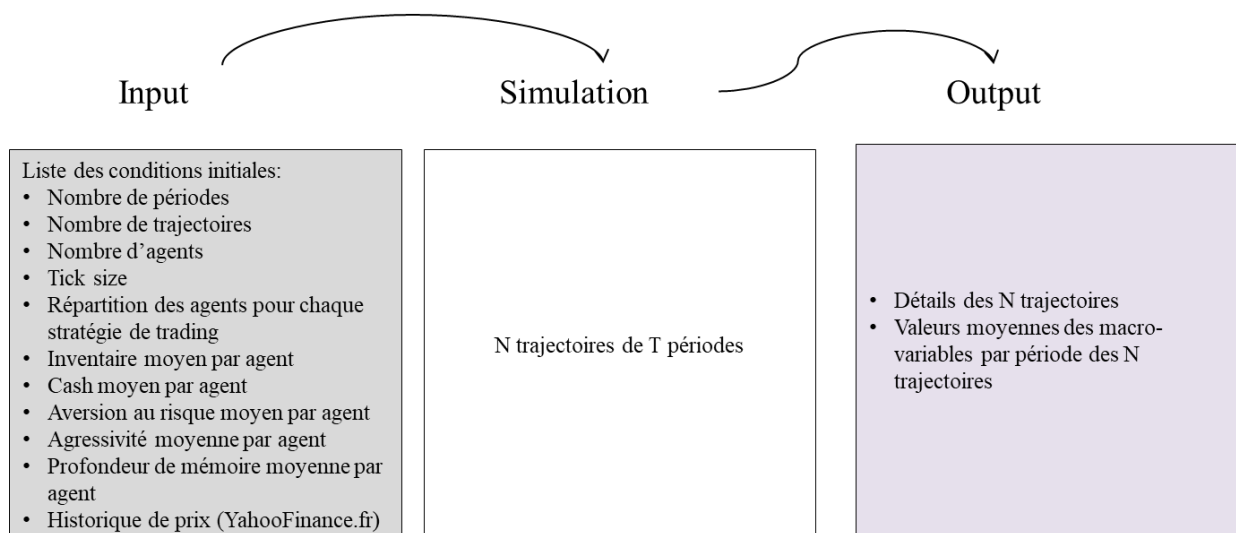 Input
Simulation
Output
Liste des conditions initiales:
• Nombre de périodes
• Nombre de trajectoires
• Nombre d’agents
• Tick size
• Répartition des agents pour chaque
stratégie de trading
• Inventaire moyen par agent
• Cash moyen par agent
• Aversion au risque moyen par agent
• Agressivité moyenne par agent
• Profondeur de mémoire moyenne par
agent
• Historique de prix (YahooFinance.fr)
N trajectoires de T périodes
• Détails des N trajectoires
• Valeurs moyennes des macro-
variables par période des N
trajectoires